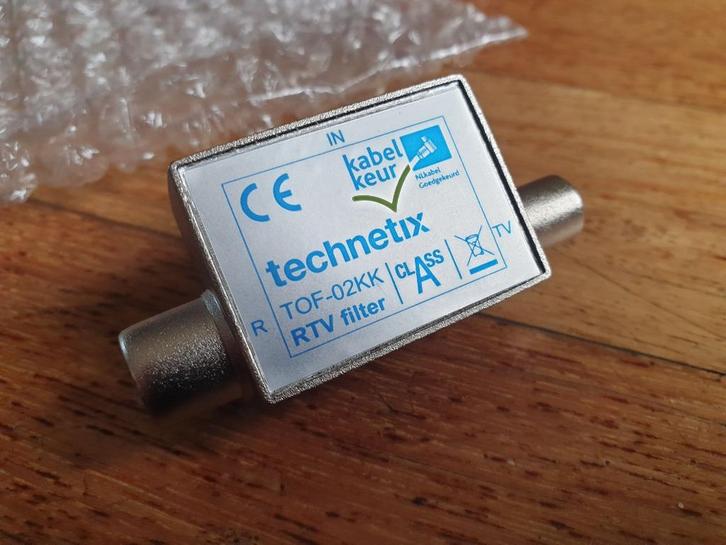 IN
CE
kabel
keur
NLkabel
Goedgekeurd
technetix
TV
R
TOF-02KK
RTV filter
CLASS
A